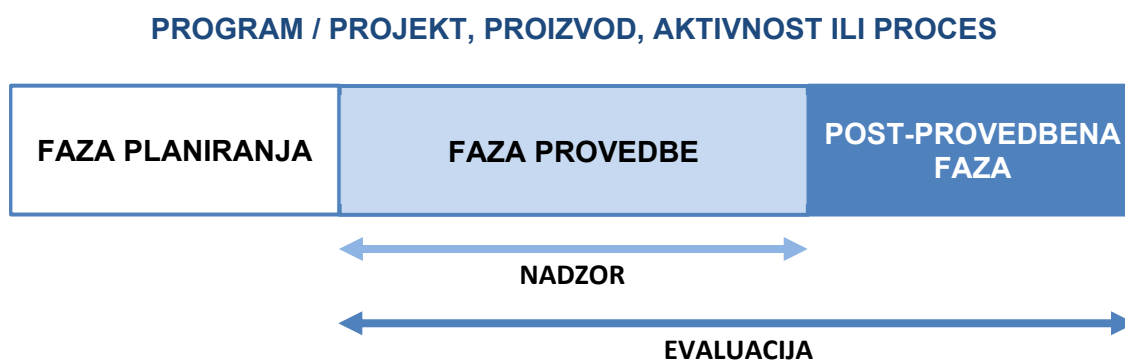 PROGRAM / PROJEKT, PROIZVOD, AKTIVNOST ILI PROCES
FAZA PLANIRANJA
FAZA PROVEDBE
POST-PROVEDBENA
FAZA
NADZOR
EVALUACIJA